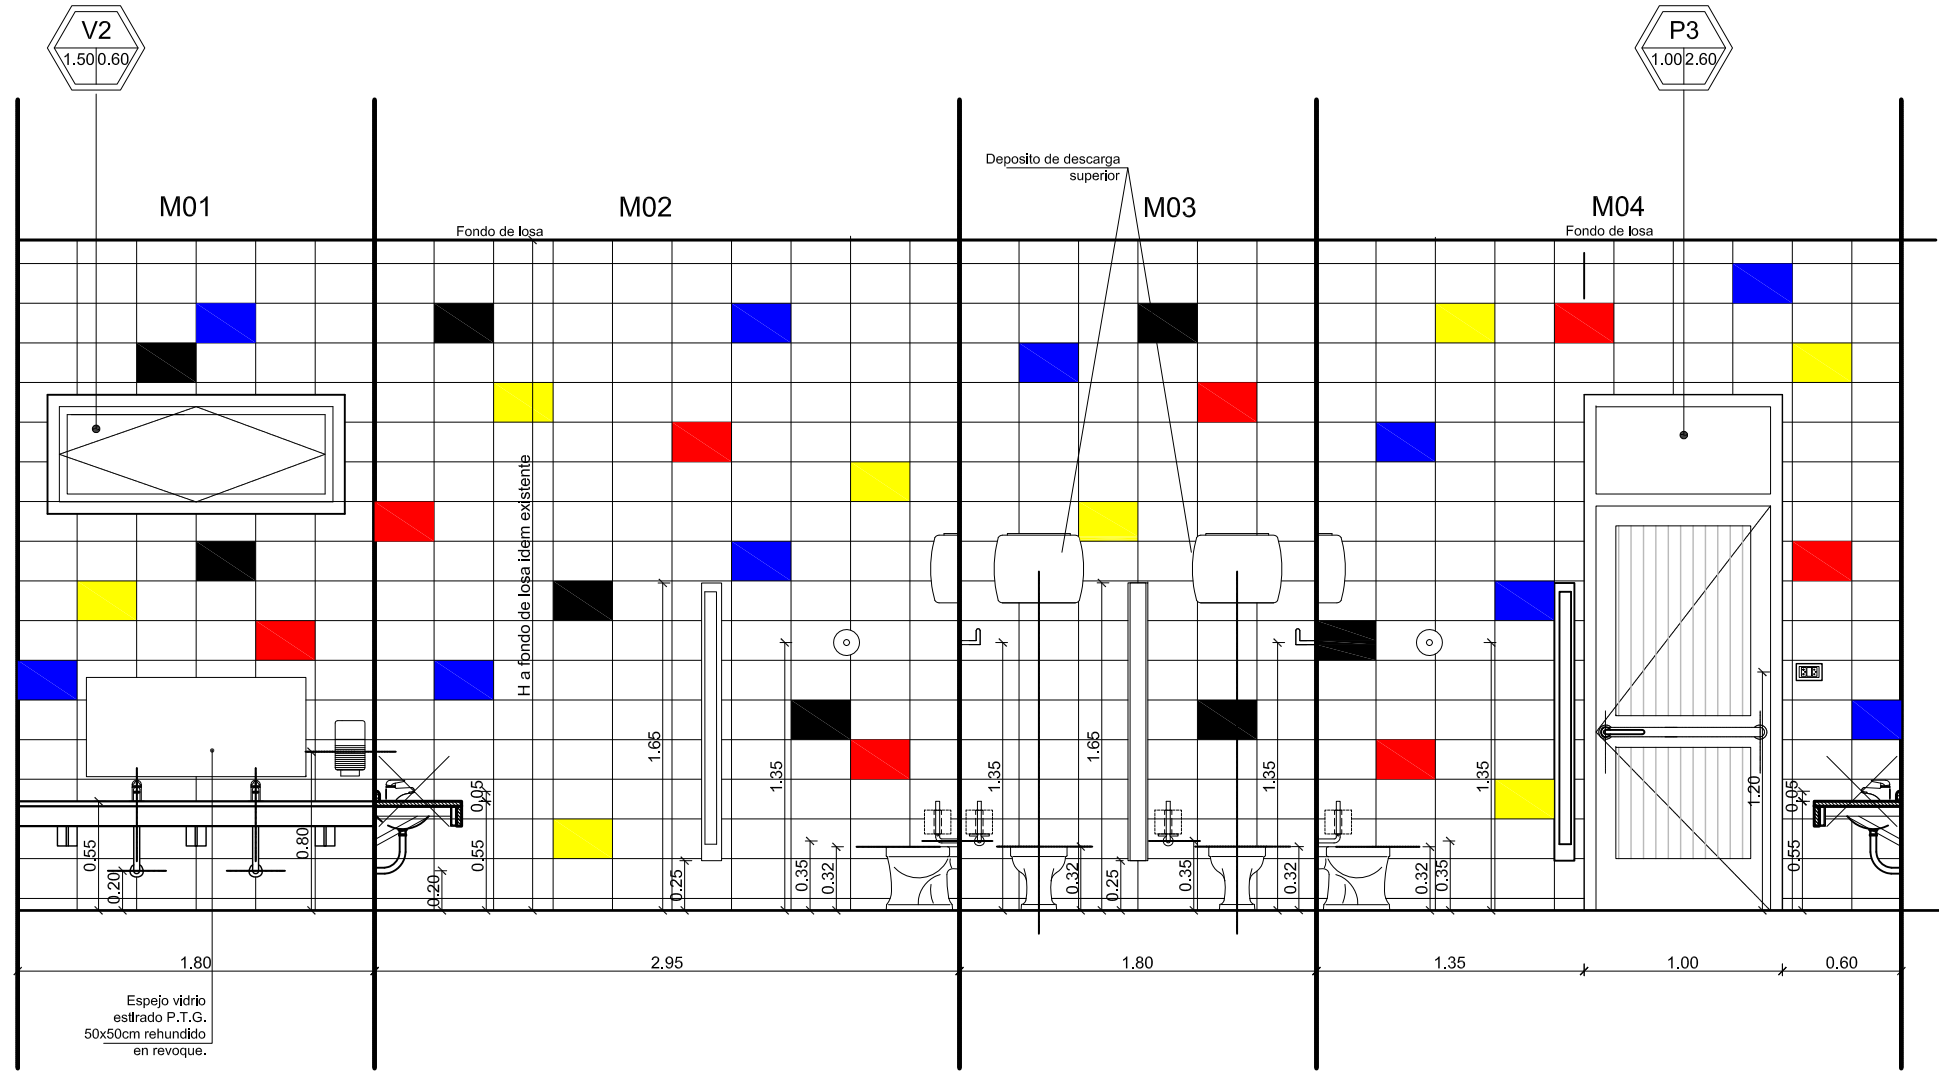 V2
1.50 0.60
P3
1.00 2.60
Deposito de descarga
superior
M01
M02
M03
M04
Fondo de losa
Fondo de losa
H a fondo de losa idem existente
0.55
0.20
0.80
0.20
0.55
0.05
1.65
0.25
1.35
0.35
0.32
1.35
0.32
1.65
0.25
0.35
1.35
0.32
0.32
0.35
1.35
1.20
0.05
0.55
1.80
2.95
1.80
1.35
1.00
0.60
Espejo vidrio
estirado P.T.G.
50x50cm rehundido
en revoque.